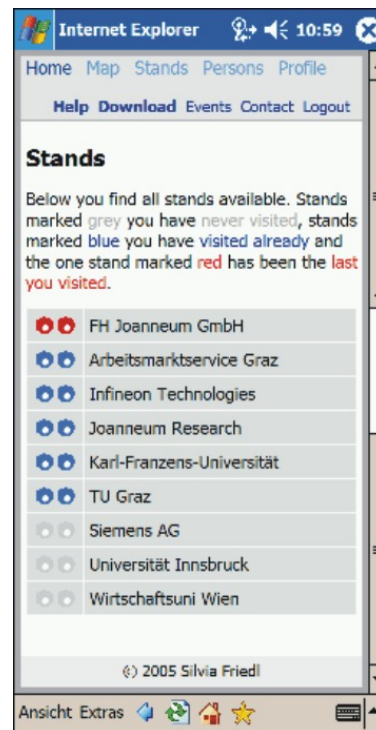 Internet Explorer 10:59
Home Map Stands Persons Profile
Help Download Events Contact Logout
Stands
Below you find all stands available. Stands
marked grey you have never visited, stands
marked blue you have visited already and
the one stand marked red has been the last
you visited.
FH Joanneum GmbH
Arbeitsmarktservice Graz
Infineon Technologies
Joanneum Research
Karl-Franzens-Universität
TU Graz
Siemens AG
Universität Innsbruck
Wirtschaftsuni Wien
(c) 2005 Silvia Friedl
Ansicht Extras